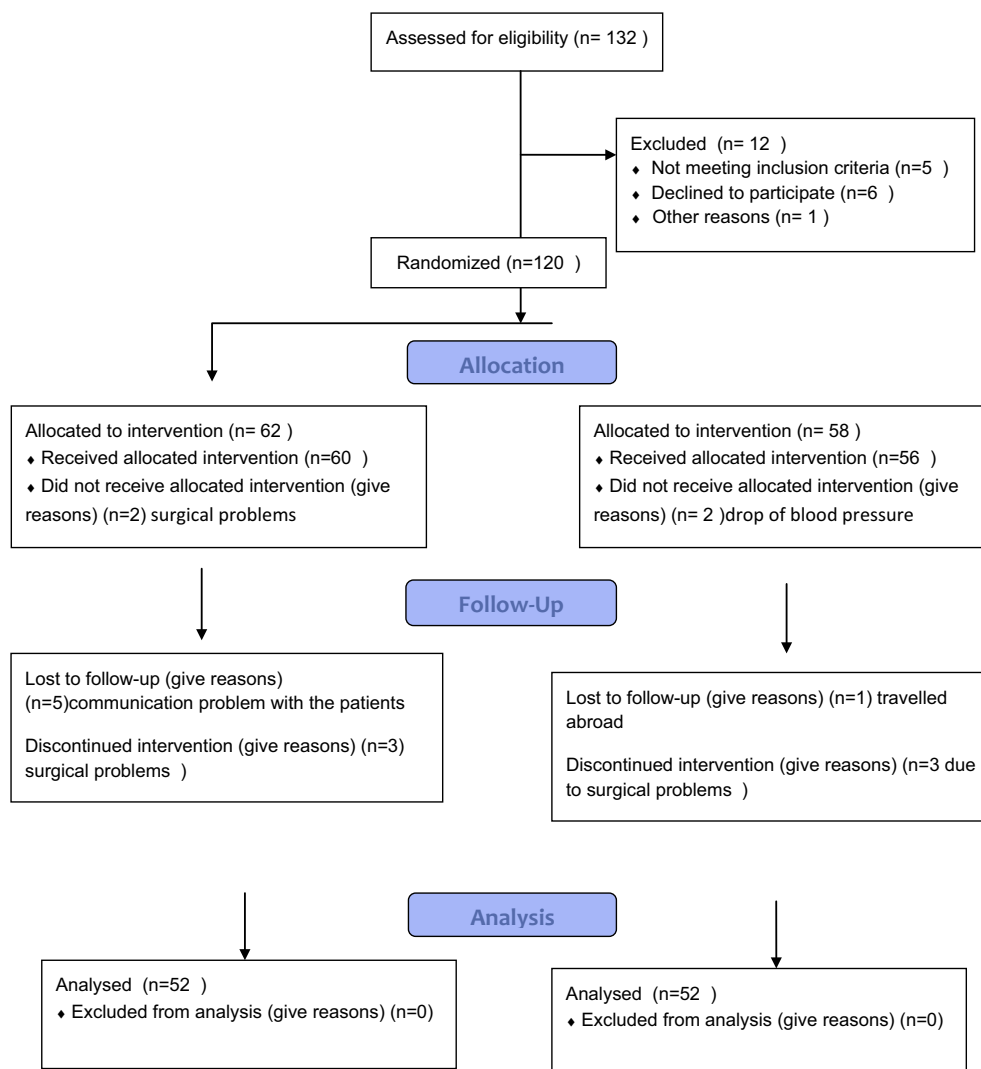 Assessed for eligibility (n= 132 )
Excluded (n= 12 )
♦ Not meeting inclusion criteria (n=5 )
♦ Declined to participate (n=6 )
♦ Other reasons (n= 1 )
Randomized (n=120 )
Allocation
Allocated to intervention (n= 62 )
♦ Received allocated intervention (n=60 )
♦ Did not receive allocated intervention (give
reasons) (n=2) surgical problems
Allocated to intervention (n= 58 )
♦ Received allocated intervention (n=56 )
♦ Did not receive allocated intervention (give
reasons) (n= 2 )drop of blood pressure
Follow-Up
Lost to follow-up (give reasons)
(n=5)communication problem with the patients
Discontinued intervention (give reasons) (n=3)
surgical problems )
Lost to follow-up (give reasons) (n=1) travelled
abroad
Discontinued intervention (give reasons) (n=3 due
to surgical problems )
Analysis
Analysed (n=52 )
♦ Excluded from analysis (give reasons) (n=0)
Analysed (n=52 )
♦ Excluded from analysis (give reasons) (n=0)